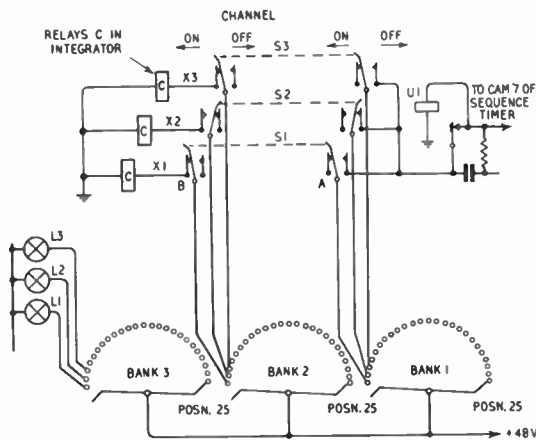 CHANNEL
RELAYS C IN
INTEGRATOR
ON OFF
S3
ON OFF
C X3
S2
U1
TO CAM 7 OF
SEQUENCE
TIMER
C X2
S1
C X1
B
A
L3
L2
L1
BANK 3
BANK 2
BANK 1
POSN. 25
POSN. 25
POSN. 25
+48V